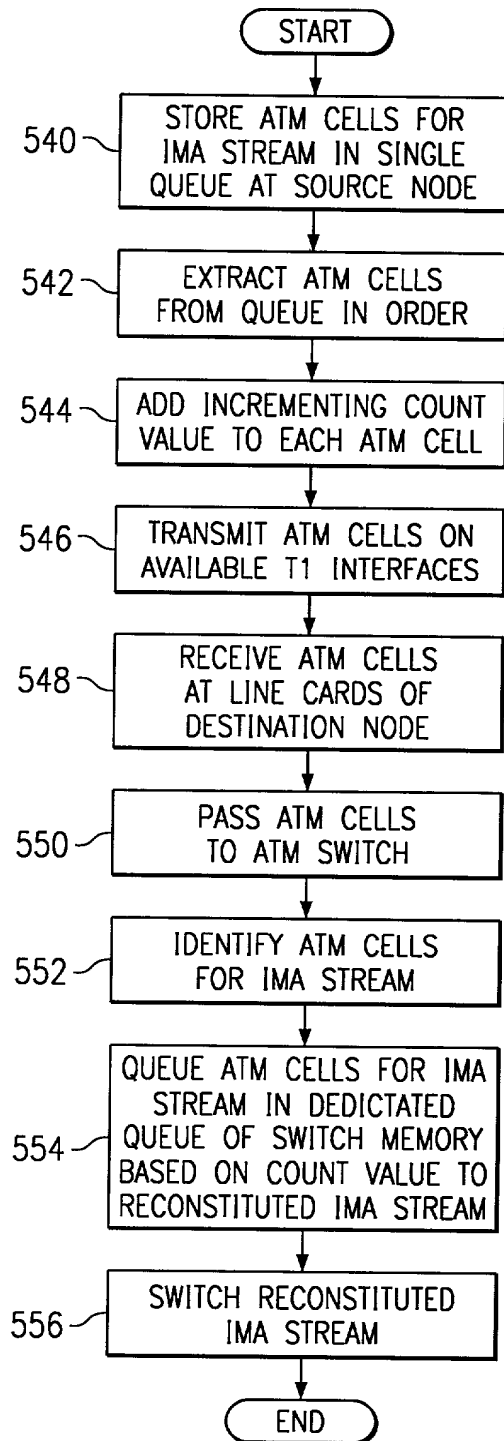 START
540
STORE ATM CELLS FOR
IMA STREAM IN SINGLE
QUEUE AT SOURCE NODE
542
EXTRACT ATM CELLS
FROM QUEUE IN ORDER
544
ADD INCREMENTING COUNT
VALUE TO EACH ATM CELL
546
TRANSMIT ATM CELLS ON
AVAILABLE T1 INTERFACES
548
RECEIVE ATM CELLS
AT LINE CARDS OF
DESTINATION NODE
550
PASS ATM CELLS
TO ATM SWITCH
552
IDENTIFY ATM CELLS
FOR IMA STREAM
554
QUEUE ATM CELLS FOR IMA
STREAM IN DEDICTATED
QUEUE OF SWITCH MEMORY
BASED ON COUNT VALUE TO
RECONSTITUTED IMA STREAM
556
SWITCH RECONSTITUTED
IMA STREAM
END